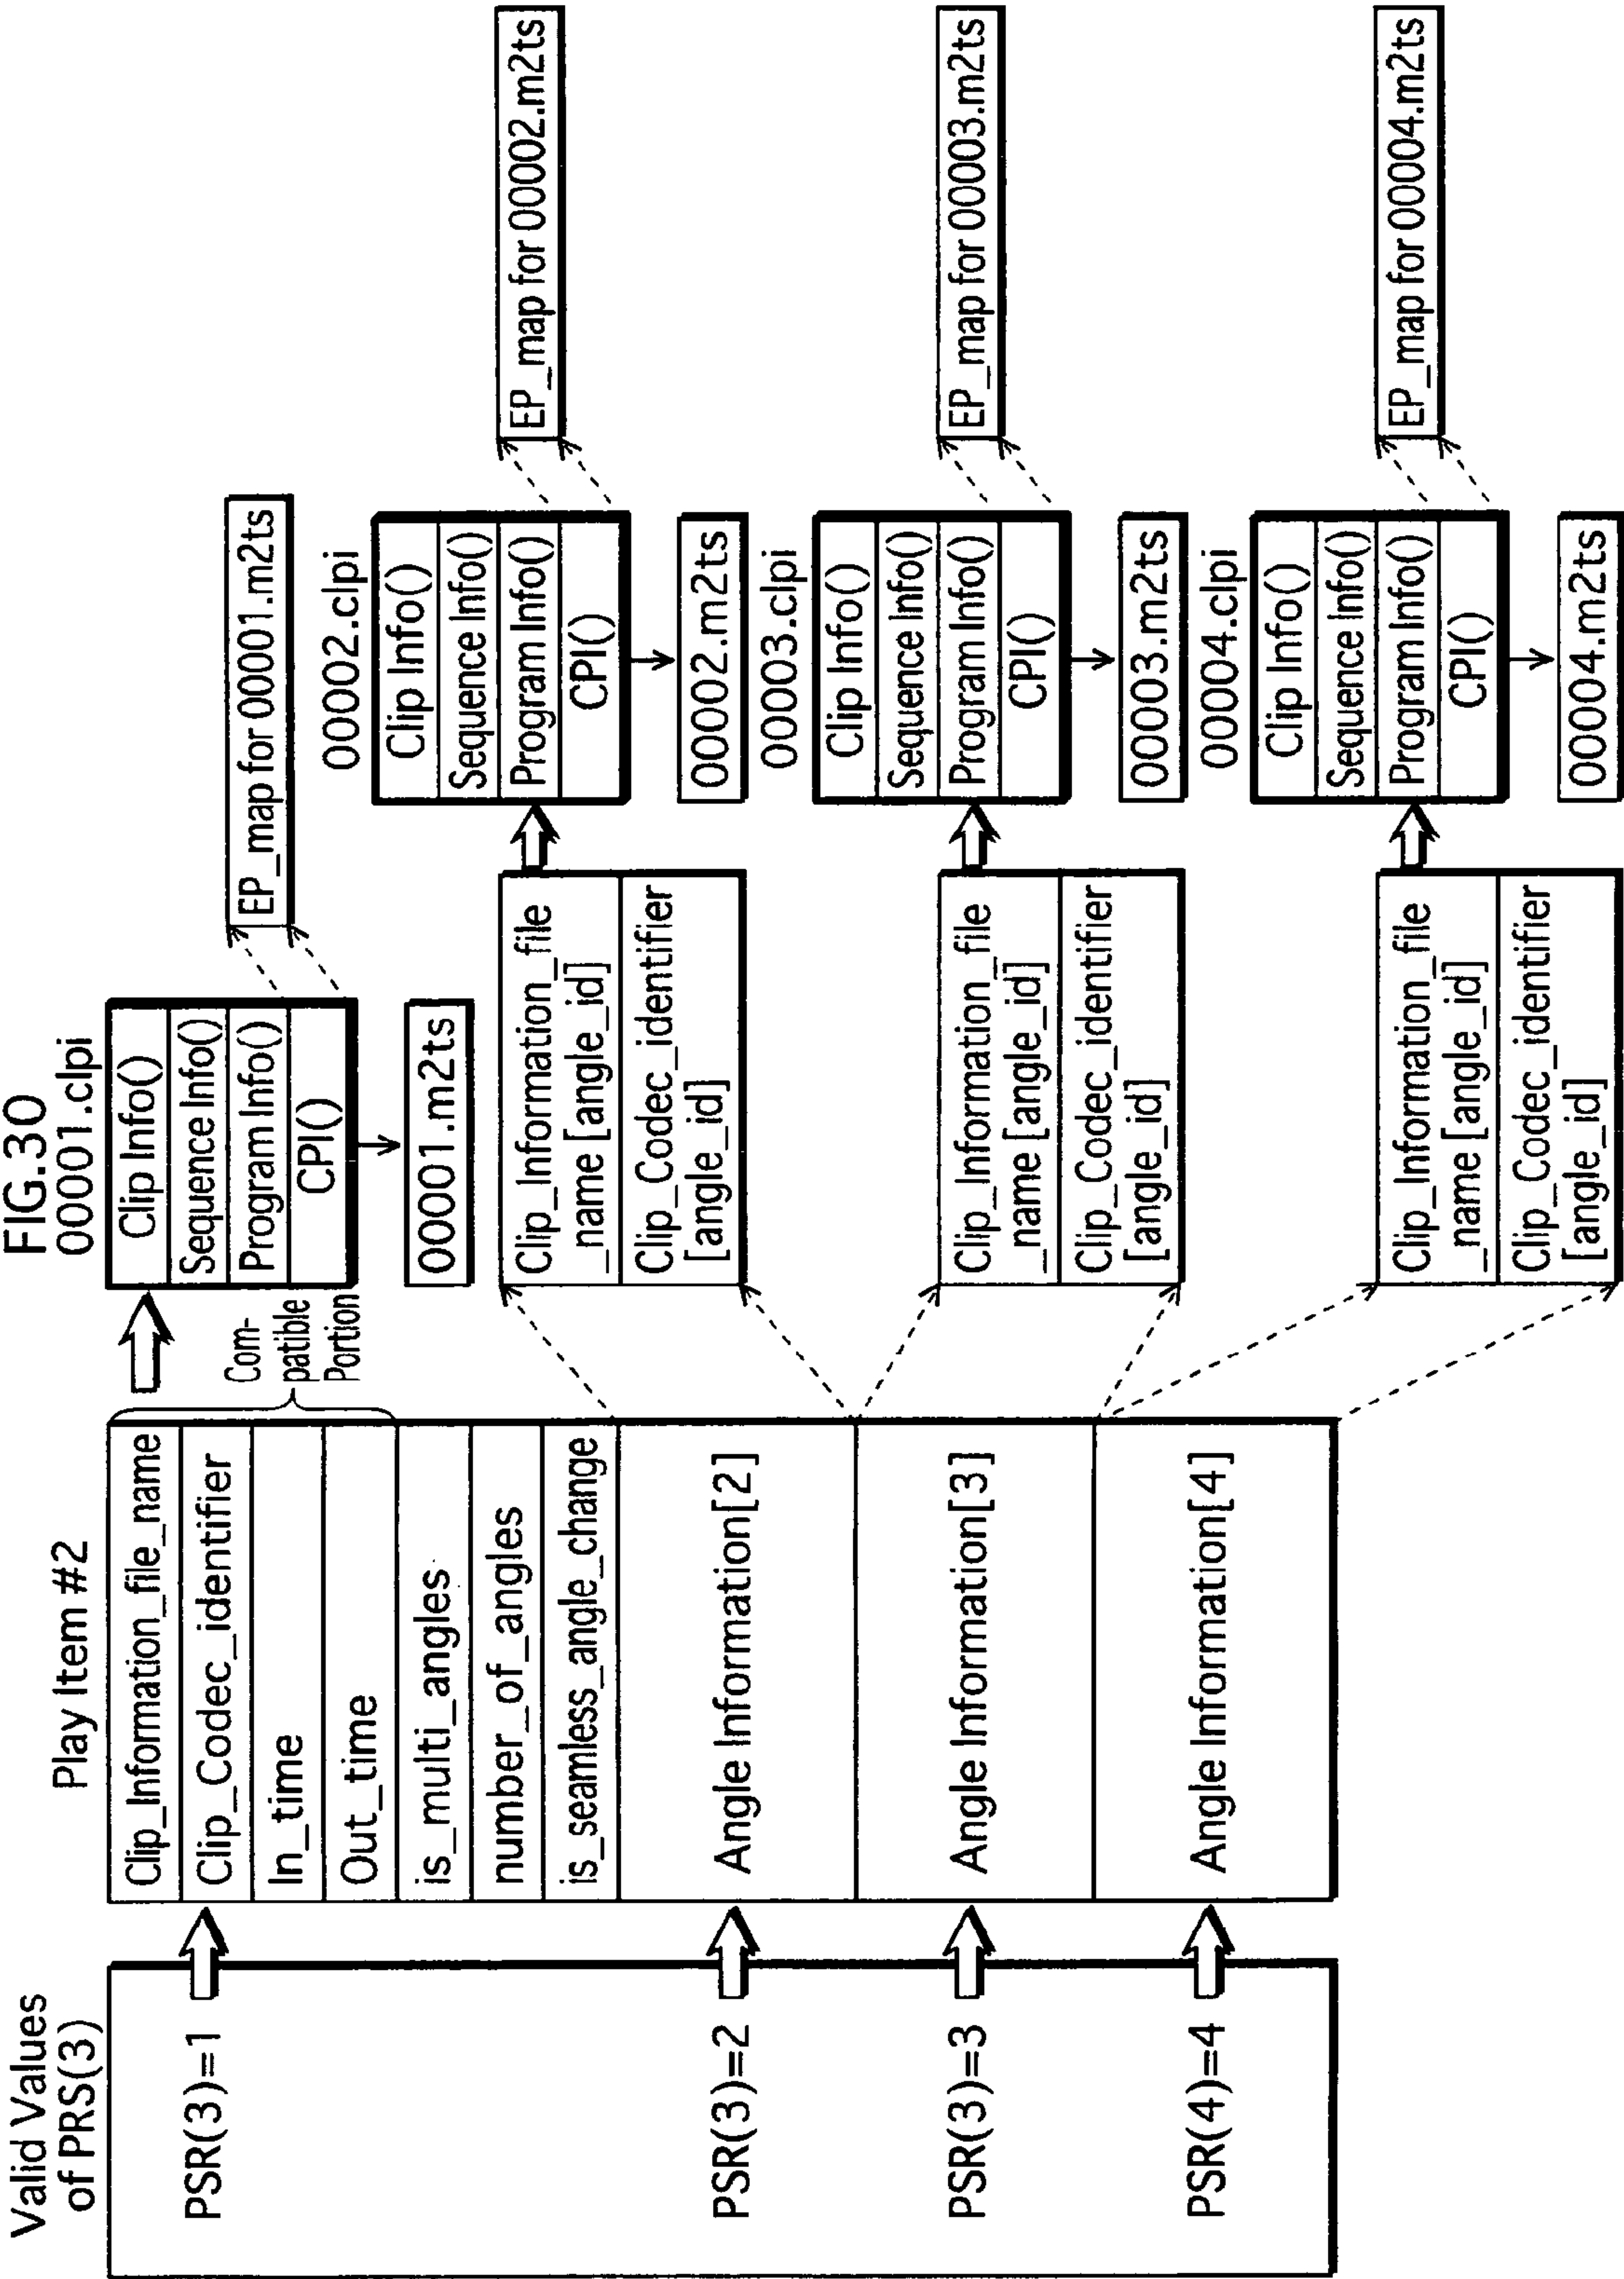 FIG.30
Valid Values
of PRS(3)
PSR(3)=1
PSR(3)=2
PSR(3)=3
PSR(4)=4
Play Item #2
Clip_Information_file_name
Clip_Codec_identifier
In_time
Out_time
is_multi_angles
number_of_angles
is_seamless_angle_change
Angle Information[2]
Angle Information[3]
Angle Information[4]
Com-
patible
Portion
00001.clpi
Clip Info()
Sequence Info()
Program Info()
CPI()
00001.m2ts
EP_map for 00001.m2ts
Clip_Information_file
_name [angle_id]
Clip_Codec_identifier
[angle_id]
00002.clpi
Clip Info()
Sequence Info()
Program Info()
CPI()
00002.m2ts
EP_map for 00002.m2ts
Clip_Information_file
_name [angle_id]
Clip_Codec_identifier
[angle_id]
00003.clpi
Clip Info()
Sequence Info()
Program Info()
CPI()
00003.m2ts
EP_map for 00003.m2ts
Clip_Information_file
_name [angle_id]
Clip_Codec_identifier
[angle_id]
00004.clpi
Clip Info()
Sequence Info()
Program Info()
CPI()
00004.m2ts
EP_map for 00004.m2ts